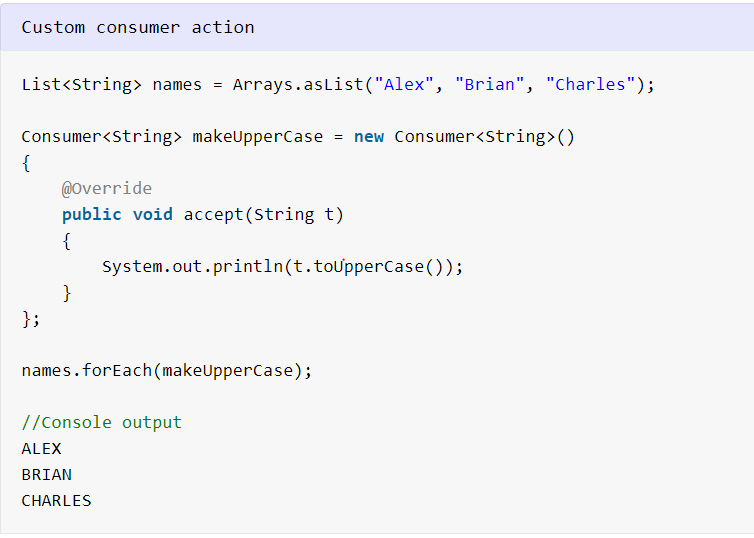 Custom consumer action
List<String> names = Arrays.asList("Alex", "Brian", "Charles");
Consumer<String> makeUpperCase = new Consumer<String>()
{
    @Override
    public void accept(String t)
    {
        System.out.println(t.toUpperCase());
    }
};
names.forEach(makeUpperCase);
//Console output
ALEX
BRIAN
CHARLES